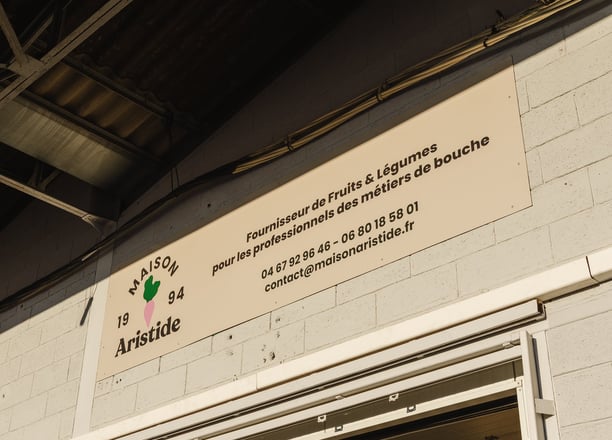 MAISON
19 94
Aristide
Fournisseur de Fruits & Légumes
pour les professionnels des métiers de bouche
04 67 92 96 46 - 06 80 18 58 01
contact@maisonaristide.fr